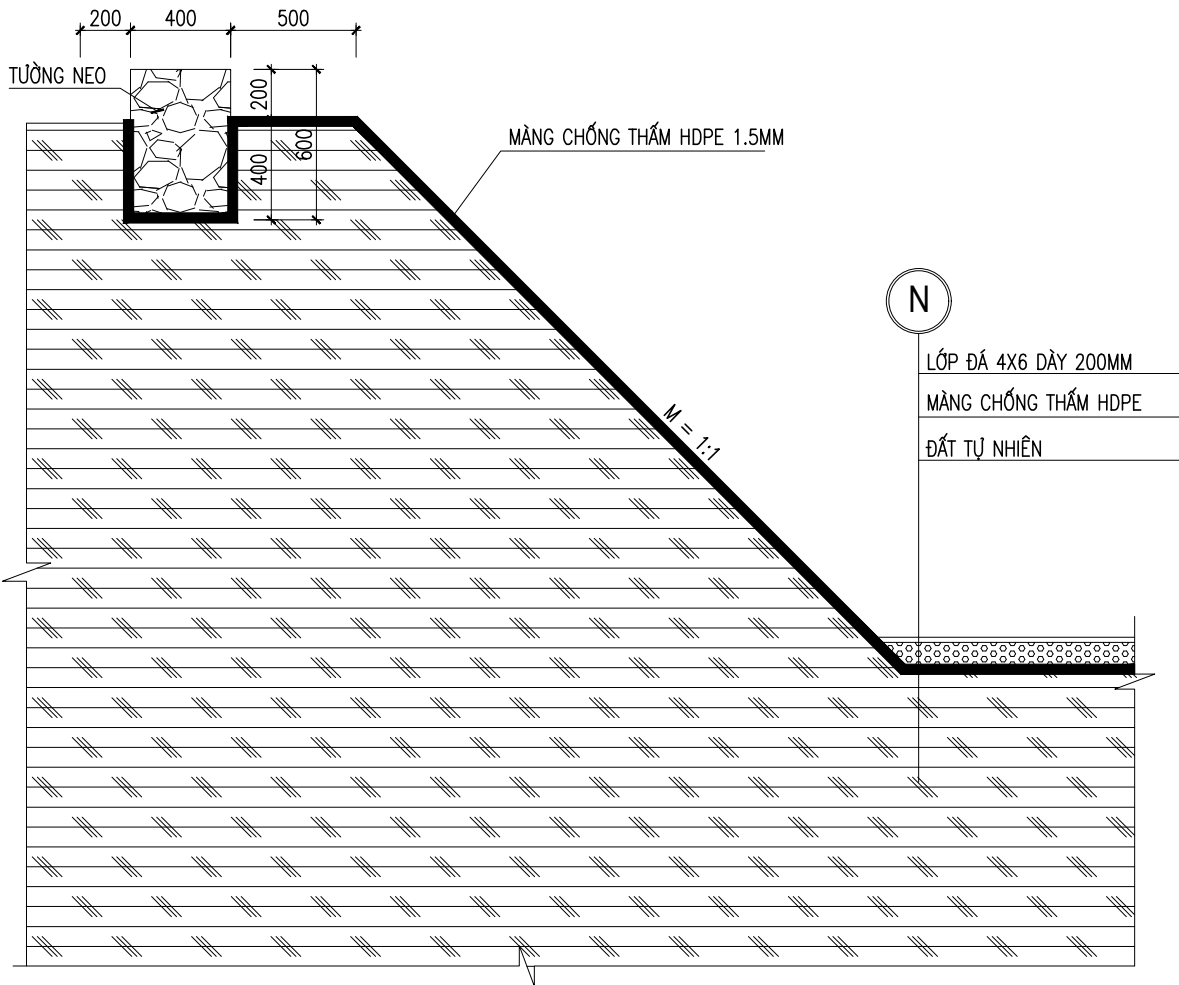 200 400 500
TƯỜNG NEO
200
400
600
MÀNG CHỐNG THẤM HDPE 1.5MM
M = 1:1
N
LỚP ĐÁ 4X6 DÀY 200MM
MÀNG CHỐNG THẤM HDPE
ĐẤT TỰ NHIÊN